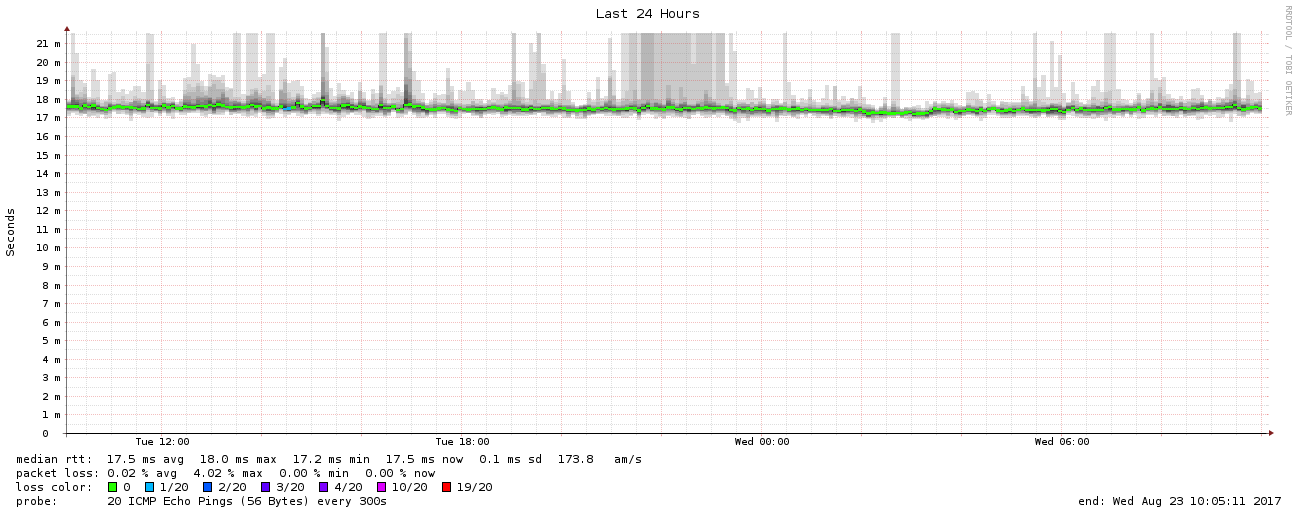 Last 24 Hours
RRDTOOL / TOBI OETIKER
Seconds
21 m
20 m
19 m
18 m
17 m
16 m
15 m
14 m
13 m
12 m
11 m
10 m
9 m
8 m
7 m
6 m
5 m
4 m
3 m
2 m
1 m
0
Tue 12:00 Tue 18:00 Wed 00:00 Wed 06:00
median rtt: 17.5 ms avg 18.0 ms max 17.2 ms min 17.5 ms now 0.1 ms sd 173.8 am/s
packet loss: 0.02 % avg 4.02 % max 0.00 % min 0.00 % now
loss color: 0 1/20 2/20 3/20 4/20 10/20 19/20
probe: 20 ICMP Echo Pings (56 Bytes) every 300s end: Wed Aug 23 10:05:11 2017